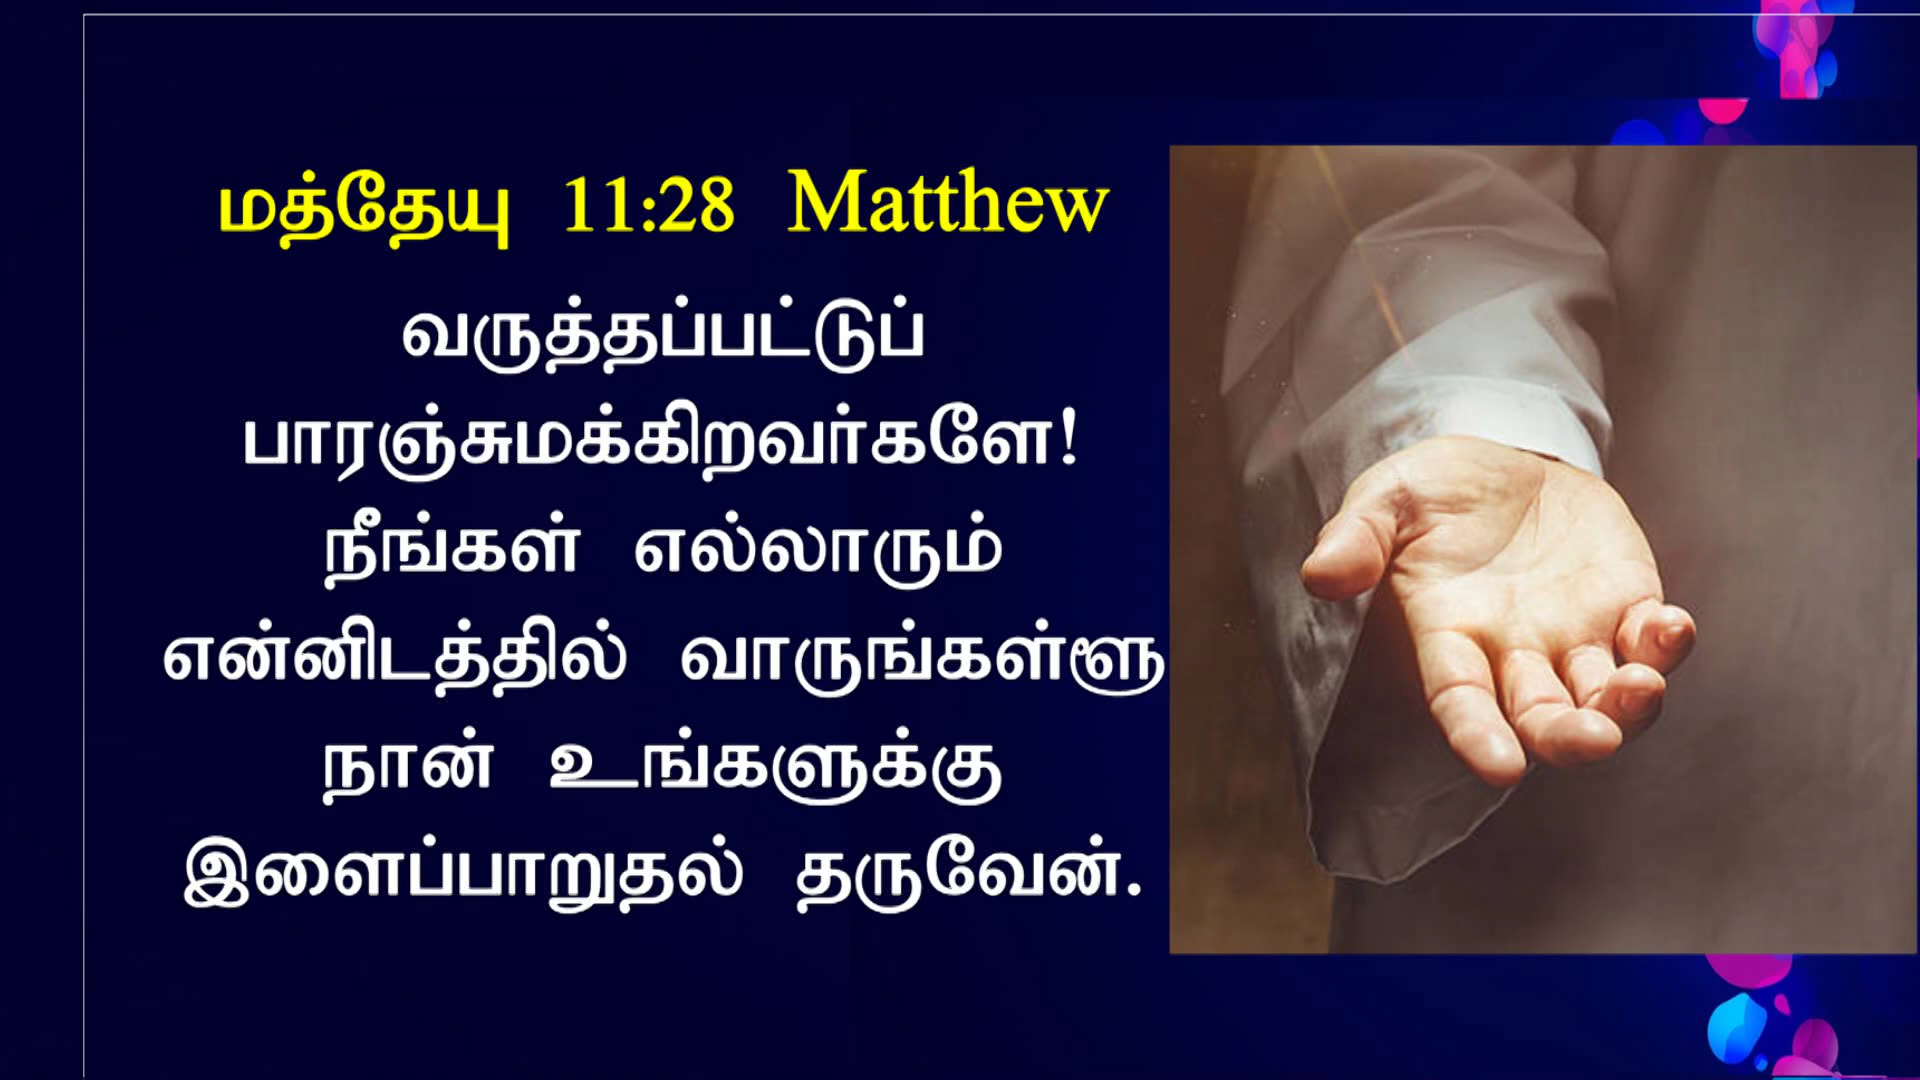 மத்தேயு 11:28 Matthew
வருத்தப்பட்டுப்
பாரஞ்சுமக்கிறவர்களே!
நீங்கள் எல்லாரும்
என்னிடத்தில் வாருங்கள்ளூ
நான் உங்களுக்கு
இளைப்பாறுதல் தருவேன்.